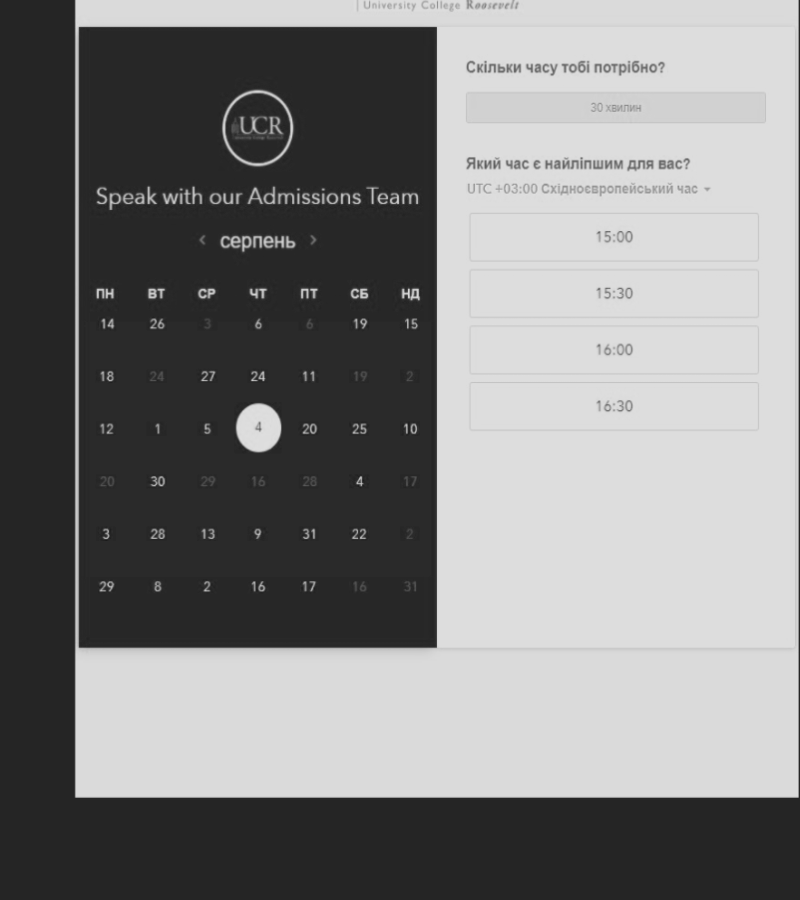 University College Roosevelt
UCR
Speak with our Admissions Team
серпень
ПН ВТ СР ЧТ ПТ СБ НД
14 26 3 6 6 19 15
18 24 27 24 11 19 2
12 1 5 4 20 25 10
20 30 29 16 28 4 17
3 28 13 9 31 22 2
29 8 2 16 17 16 31
Скільки часу тобі потрібно?
30 хвилин
Який час є найліпшим для вас?
UTC +03:00 Східноєвропейський час
15:00
15:30
16:00
16:30